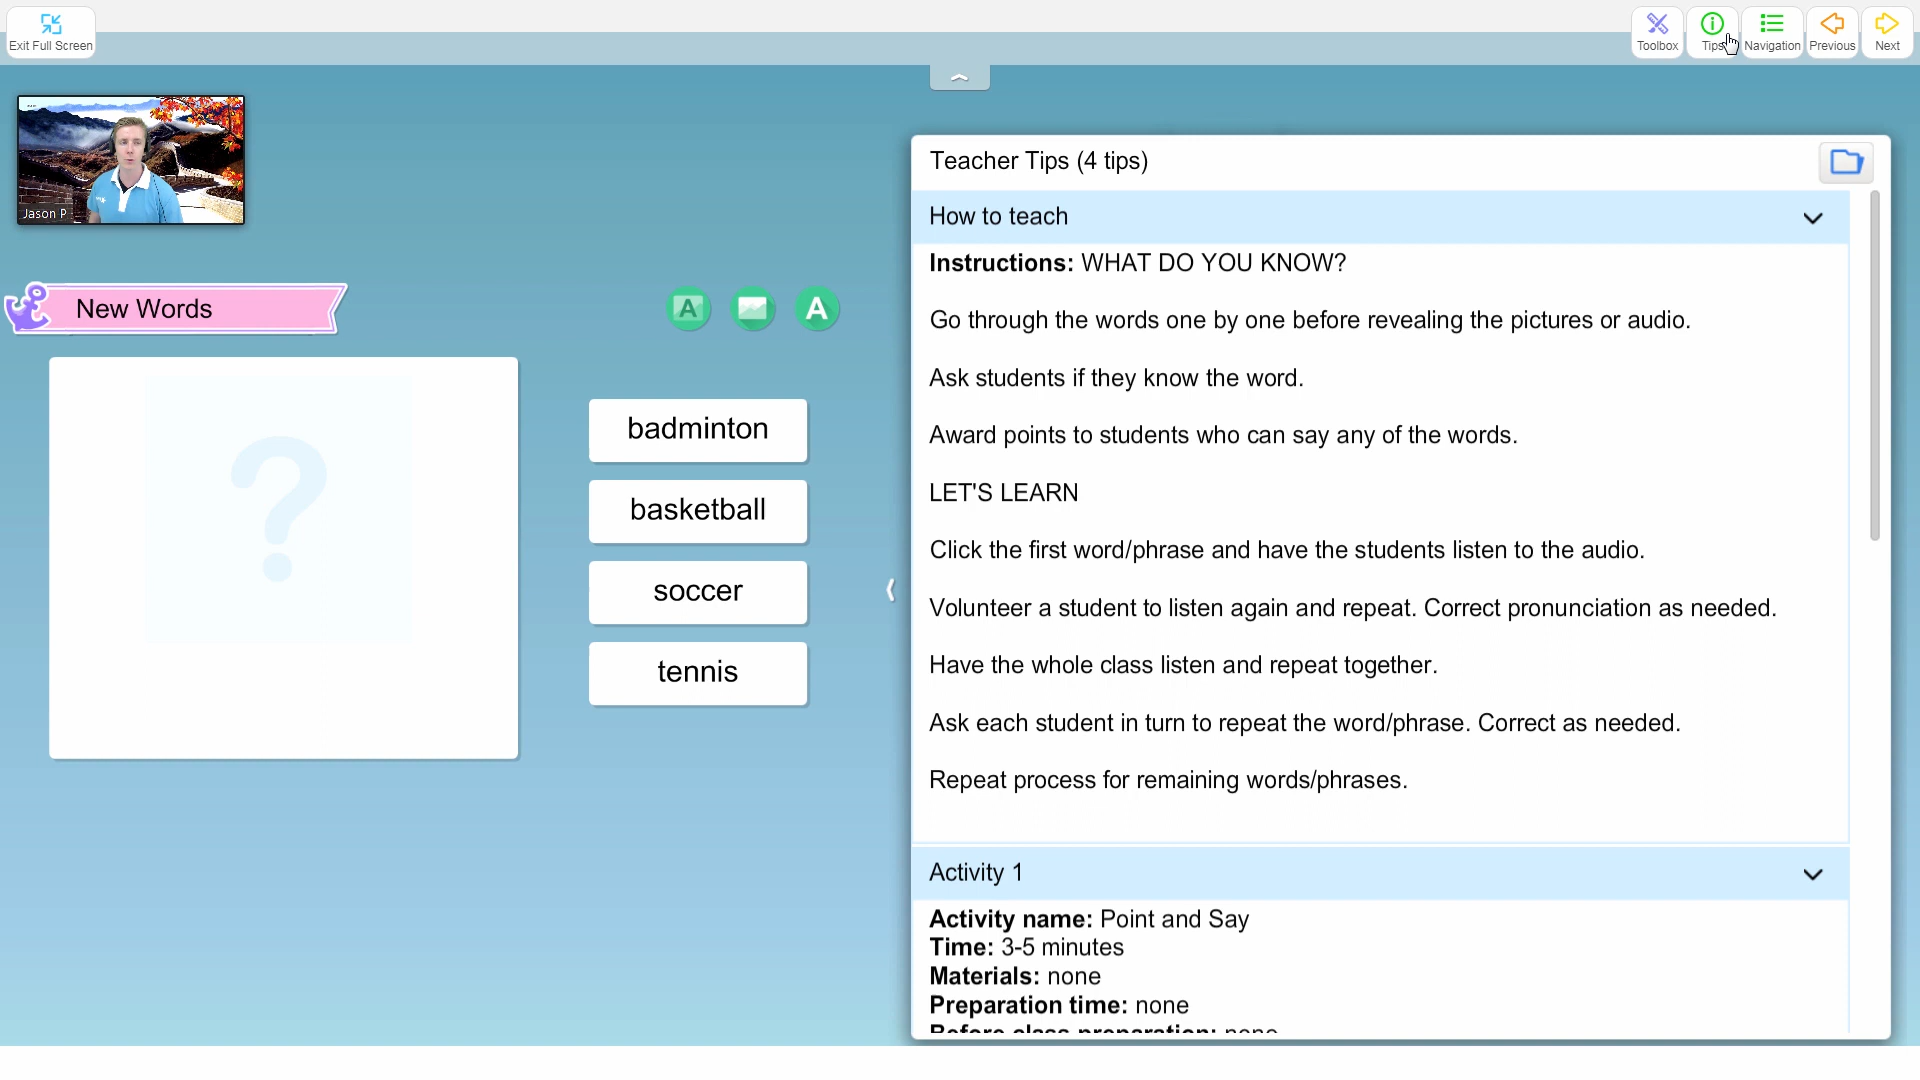 Exit Full Screen
Toolbox
Tips
Navigation
Previous
Next
Jason P
New Words
A
A
badminton
basketball
soccer
tennis
Teacher Tips (4 tips)
How to teach
Instructions: WHAT DO YOU KNOW?
Go through the words one by one before revealing the pictures or audio.
Ask students if they know the word.
Award points to students who can say any of the words.
LET'S LEARN
Click the first word/phrase and have the students listen to the audio.
Volunteer a student to listen again and repeat. Correct pronunciation as needed.
Have the whole class listen and repeat together.
Ask each student in turn to repeat the word/phrase. Correct as needed.
Repeat process for remaining words/phrases.
Activity 1
Activity name: Point and Say
Time: 3-5 minutes
Materials: none
Preparation time: none
Before class preparation: none